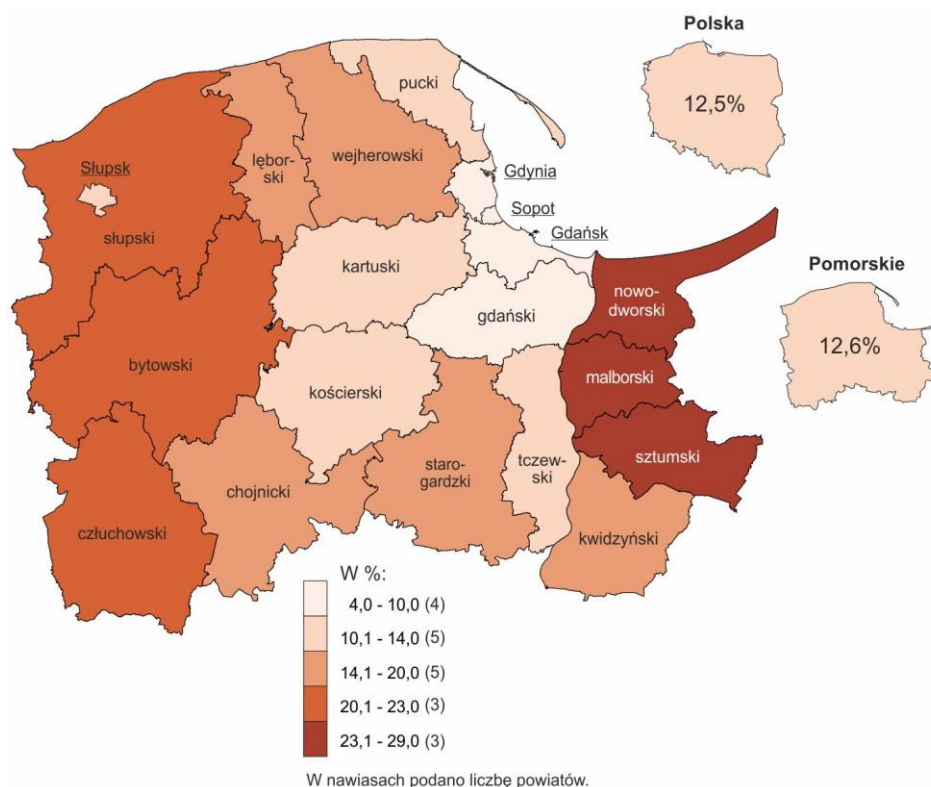 Polska
12,5%
pucki
Gdynia
Sopot
Gdańsk
wejherowski
lębor-
ski
Słupsk
słupski
kartuski
gdański
nowo-
dworski
Pomorskie
12,6%
bytowski
kościerski
malborski
sztumski
staro-
gardzki
tczew-
ski
chojnicki
człuchowski
kwidzyński
W %:
4,0 - 10,0 (4)
10,1 - 14,0 (5)
14,1 - 20,0 (5)
20,1 - 23,0 (3)
23,1 - 29,0 (3)
W nawiasach podano liczbę powiatów.